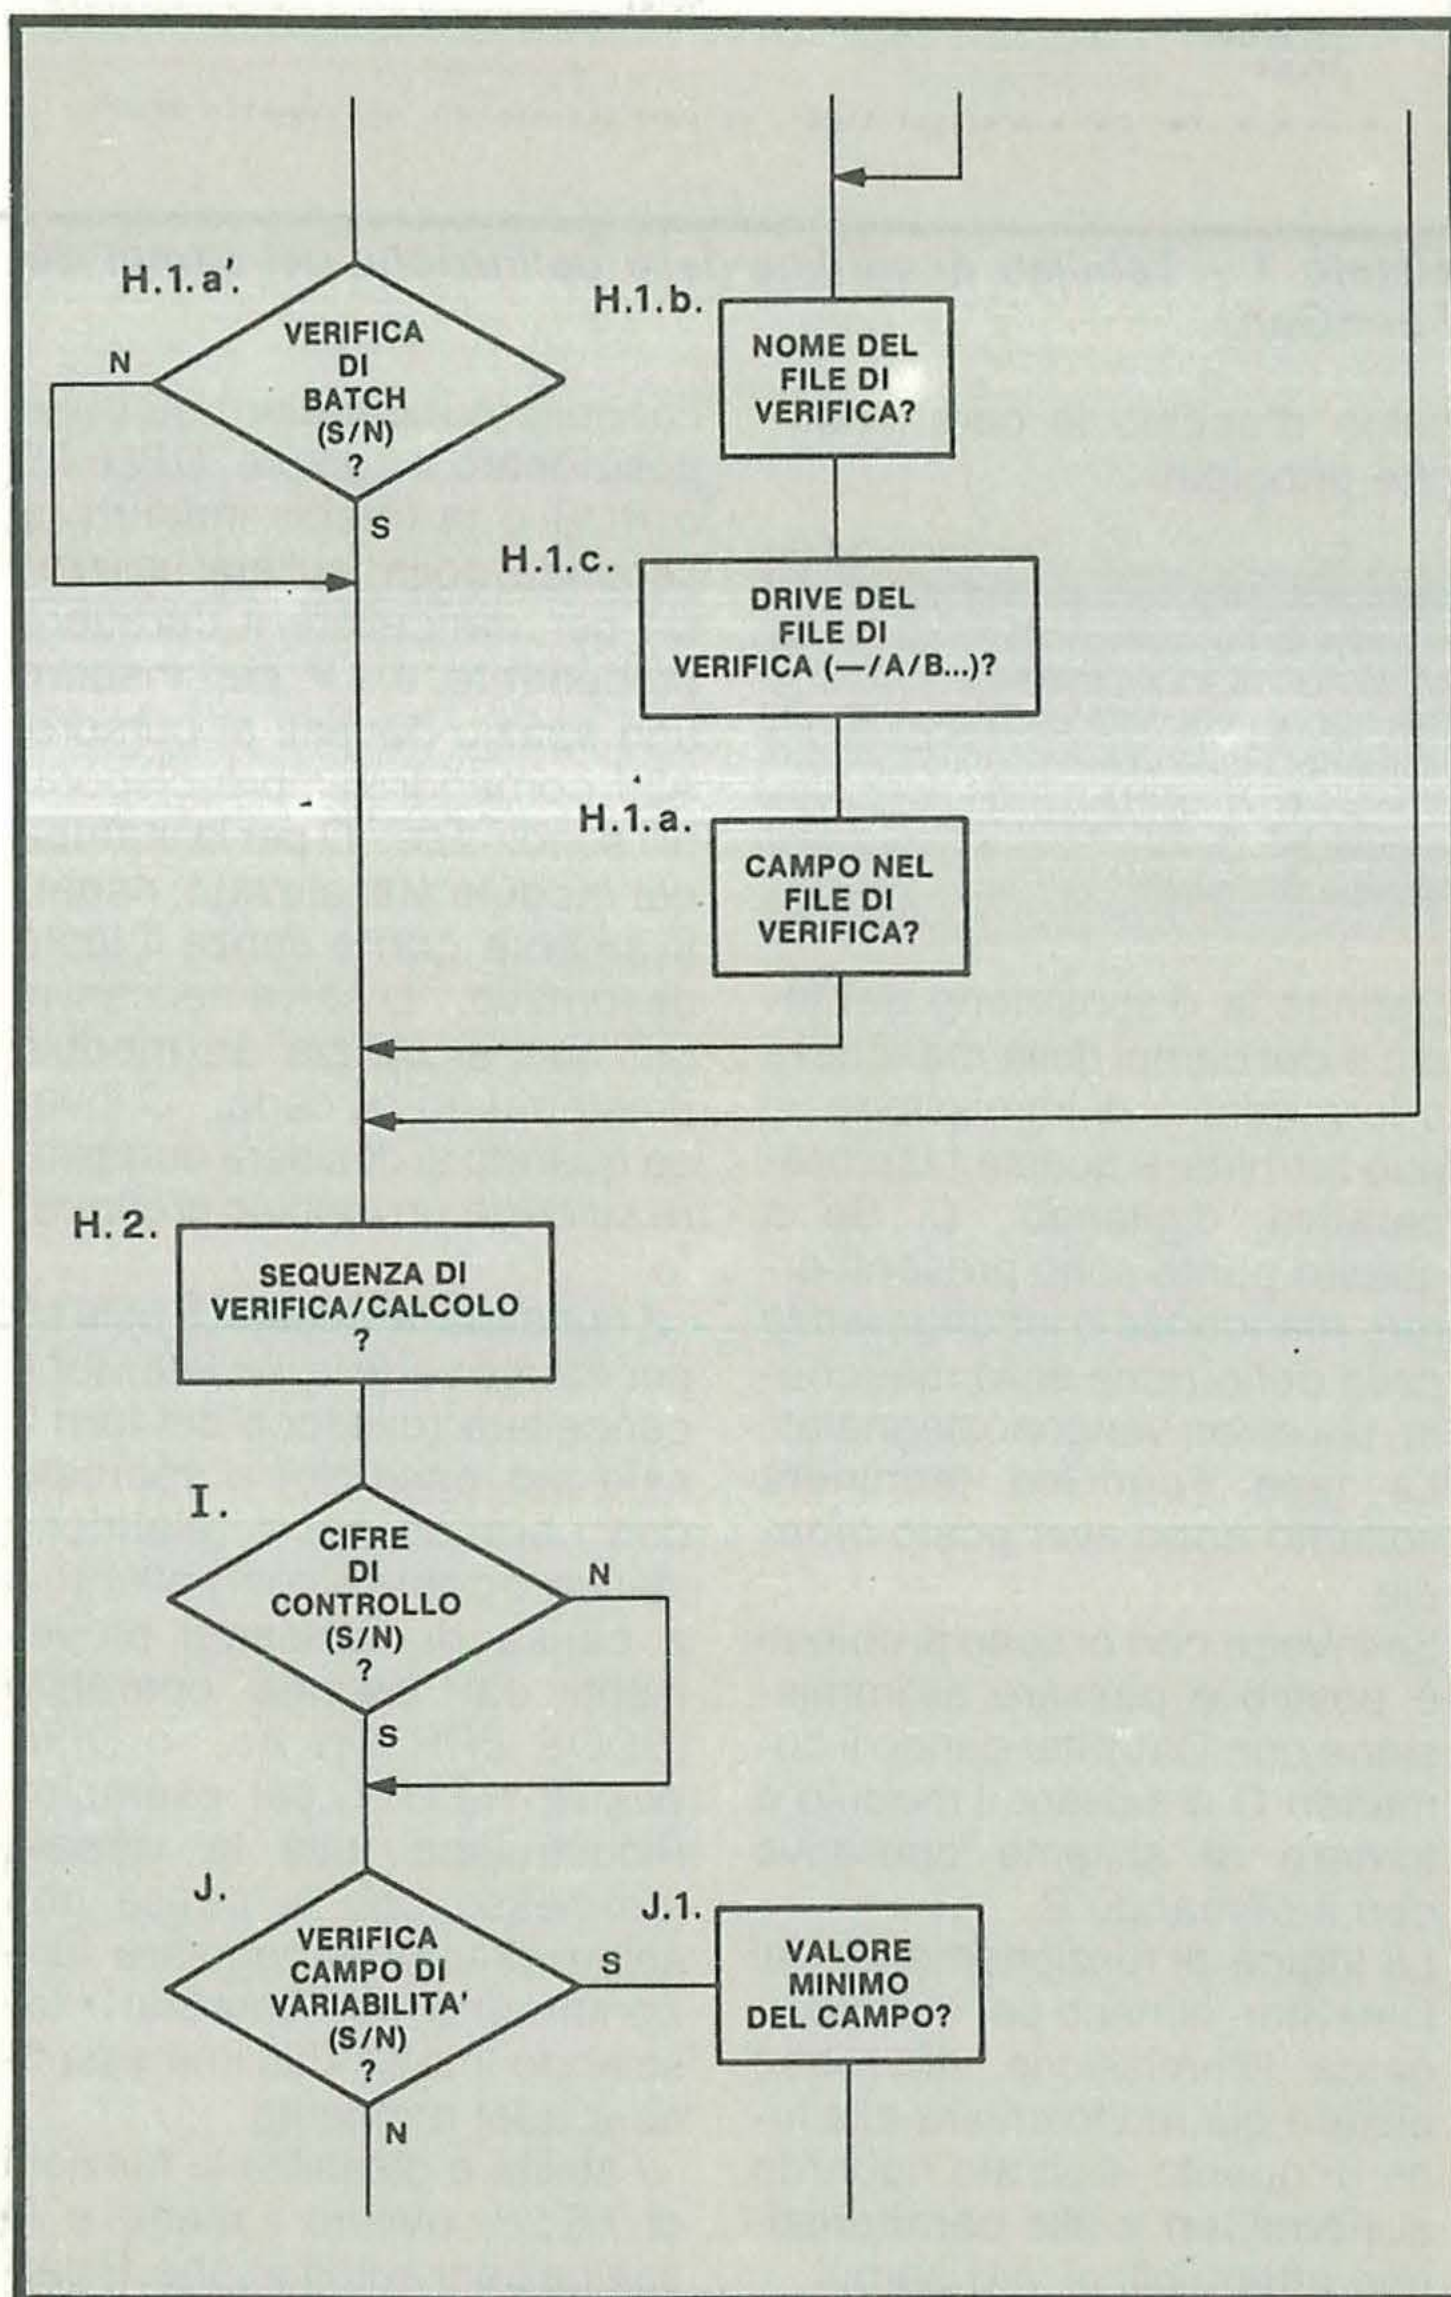 H.1.a'.
VERIFICA
DI
BATCH
(S/N)
?
N
S
H.1.b.
NOME DEL
FILE DI
VERIFICA?
H.1.c.
DRIVE DEL
FILE DI
VERIFICA (—/A/B...)?
H.1.a.
CAMPO NEL
FILE DI
VERIFICA?
H.2.
SEQUENZA DI
VERIFICA/CALCOLO
?
I.
CIFRE
DI
CONTROLLO
(S/N)
?
N
S
J.
VERIFICA
CAMPO DI
VARIABILITA'
(S/N)
?
S
N
J.1.
VALORE
MINIMO
DEL CAMPO?